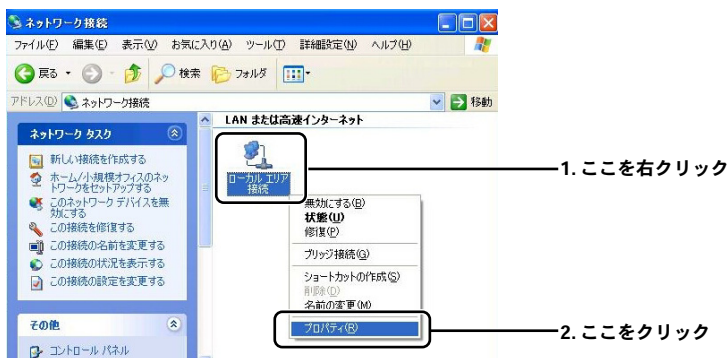 ネットワーク接続
ファイル(F) 編集(E) 表示(V) お気に入り(A) ツール(T) 詳細設定(N) ヘルプ(H)
戻る 検索 フォルダ
アドレス(D) ネットワーク接続 移動
ネットワーク タスク
新しい接続を作成する
ホーム/小規模オフィスのネッ
トワークをセットアップする
このネットワーク デバイスを無
効にする
この接続を修復する
この接続の名前を変更する
この接続の状況を表示する
この接続の設定を変更する
その他
コントロール パネル
LAN または高速インターネット
ローカル エリア
接続
無効にする(B)
状態(U)
修復(P)
ブリッジ接続(G)
ショートカットの作成(S)
削除(D)
名前の変更(M)
プロパティ(R)
1. ここを右クリック
2. ここをクリック